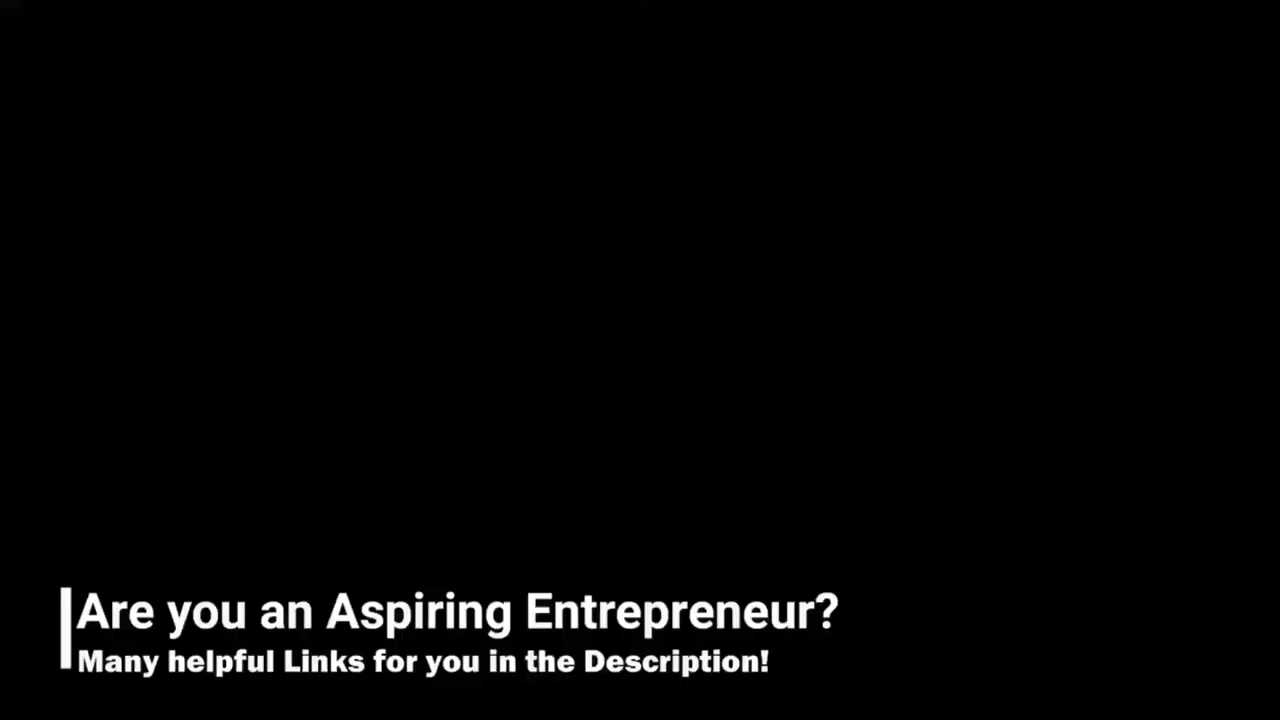 Are you an Aspiring Entrepreneur?
Many helpful Links for you in the Description!